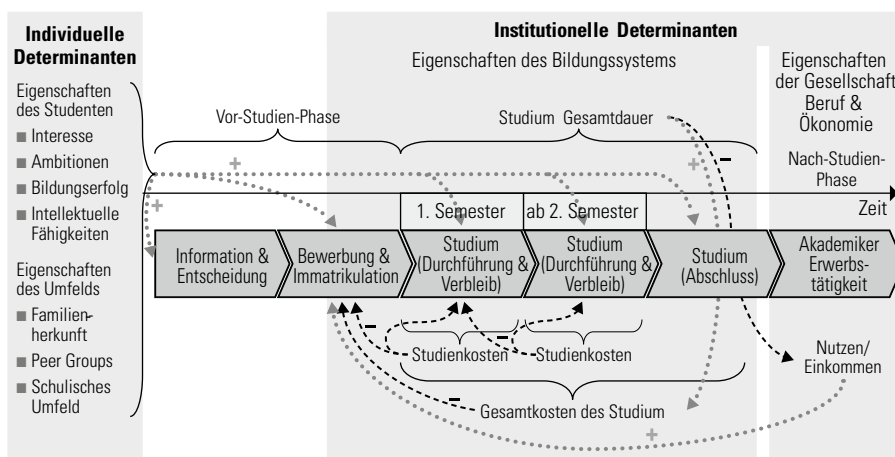 Individuelle
Determinanten
Eigenschaften
des Studenten
■ Interesse
■ Ambitionen
■ Bildungserfolg
■ Intellektuelle
Fähigkeiten
Eigenschaften
des Umfelds
■ Familien-
herkunft
■ Peer Groups
■ Schulisches
Umfeld
Institutionelle Determinanten
Eigenschaften des Bildungssystems
Eigenschaften
der Gesellschaft
Beruf &
Ökonomie
Vor-Studien-Phase
Studium Gesamtdauer
Nach-Studien-
Phase
+
+
–
+
Zeit
1. Semester
ab 2. Semester
Information &
Entscheidung
Bewerbung &
Immatrikulation
Studium
(Durchführung &
Verbleib)
Studium
(Durchführung &
Verbleib)
Studium
(Abschluss)
Akademiker
Erwerbs-
tätigkeit
–
–
Studienkosten
Studienkosten
Nutzen/
Einkommen
–
Gesamtkosten des Studium
+